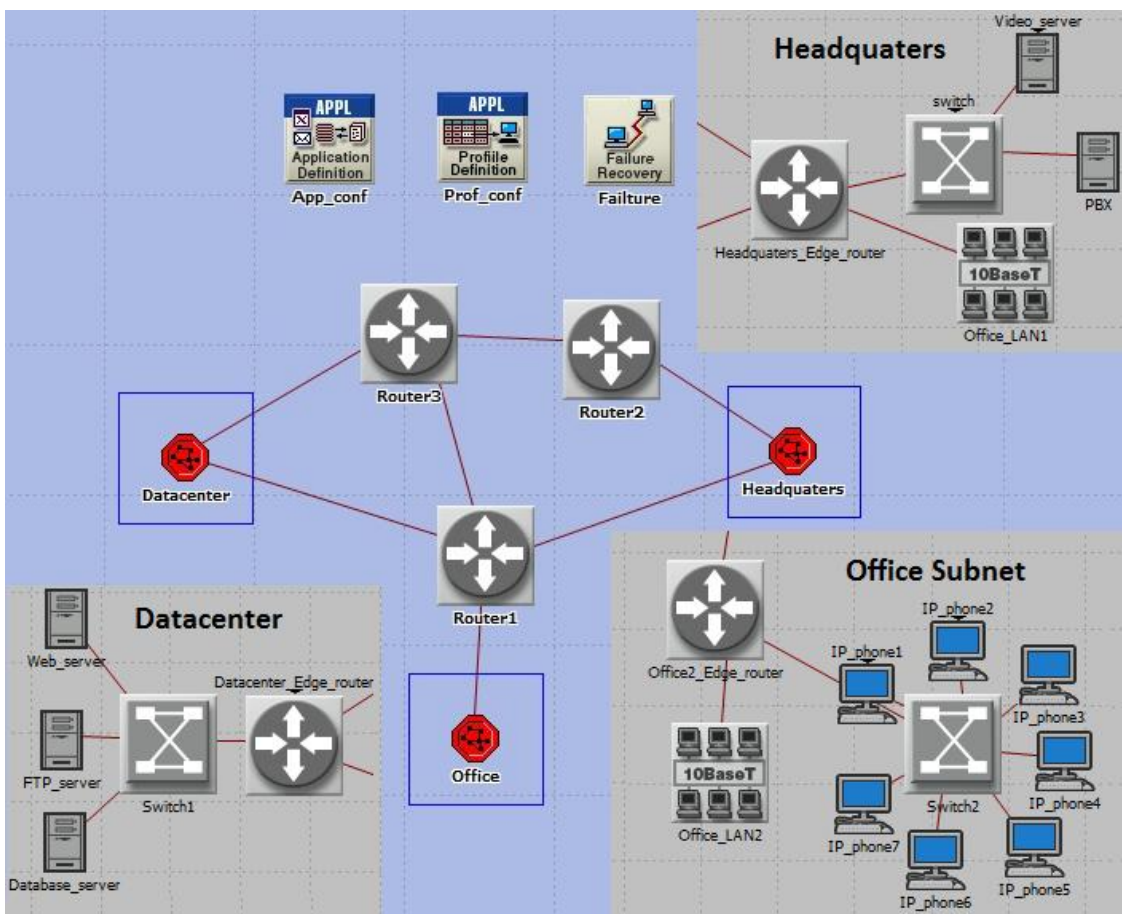 Video_server
Headquaters
switch
APPL
Application
Definition
App_conf
APPL
Profiile
Definition
Prof_conf
Failure
Recovery
Failture
PBX
Headquaters_Edge_router
10BaseT
Office_LAN1
Router3
Router2
Datacenter
Headquaters
Router1
Office
Datacenter
Web_server
Datacenter_Edge_router
FTP_server
Switch1
Database_server
Office Subnet
IP_phone2
IP_phone1
Office2_Edge_router
IP_phone3
10BaseT
Office_LAN2
Switch2
IP_phone4
IP_phone7
IP_phone6
IP_phone5